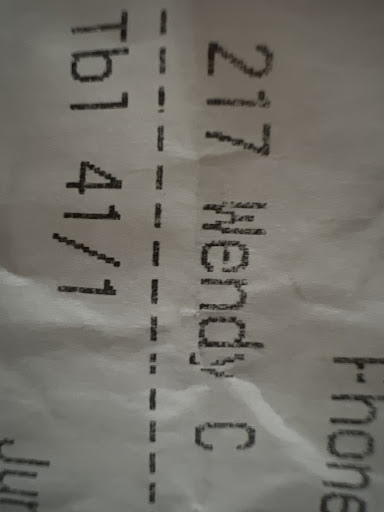 Phone
217 Wendy C
----------------
Tbl 41/1